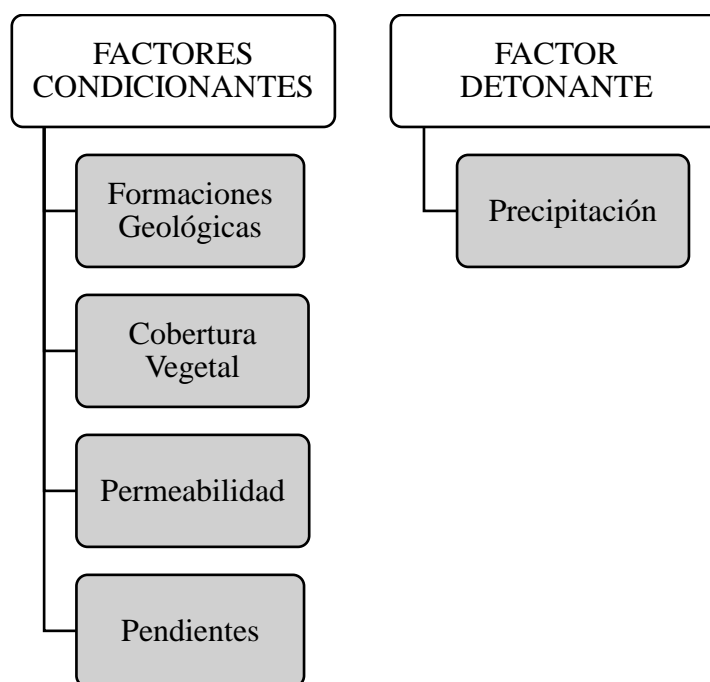 FACTORES
CONDICIONANTES
Formaciones
Geológicas
Cobertura
Vegetal
Permeabilidad
Pendientes
FACTOR
DETONANTE
Precipitación